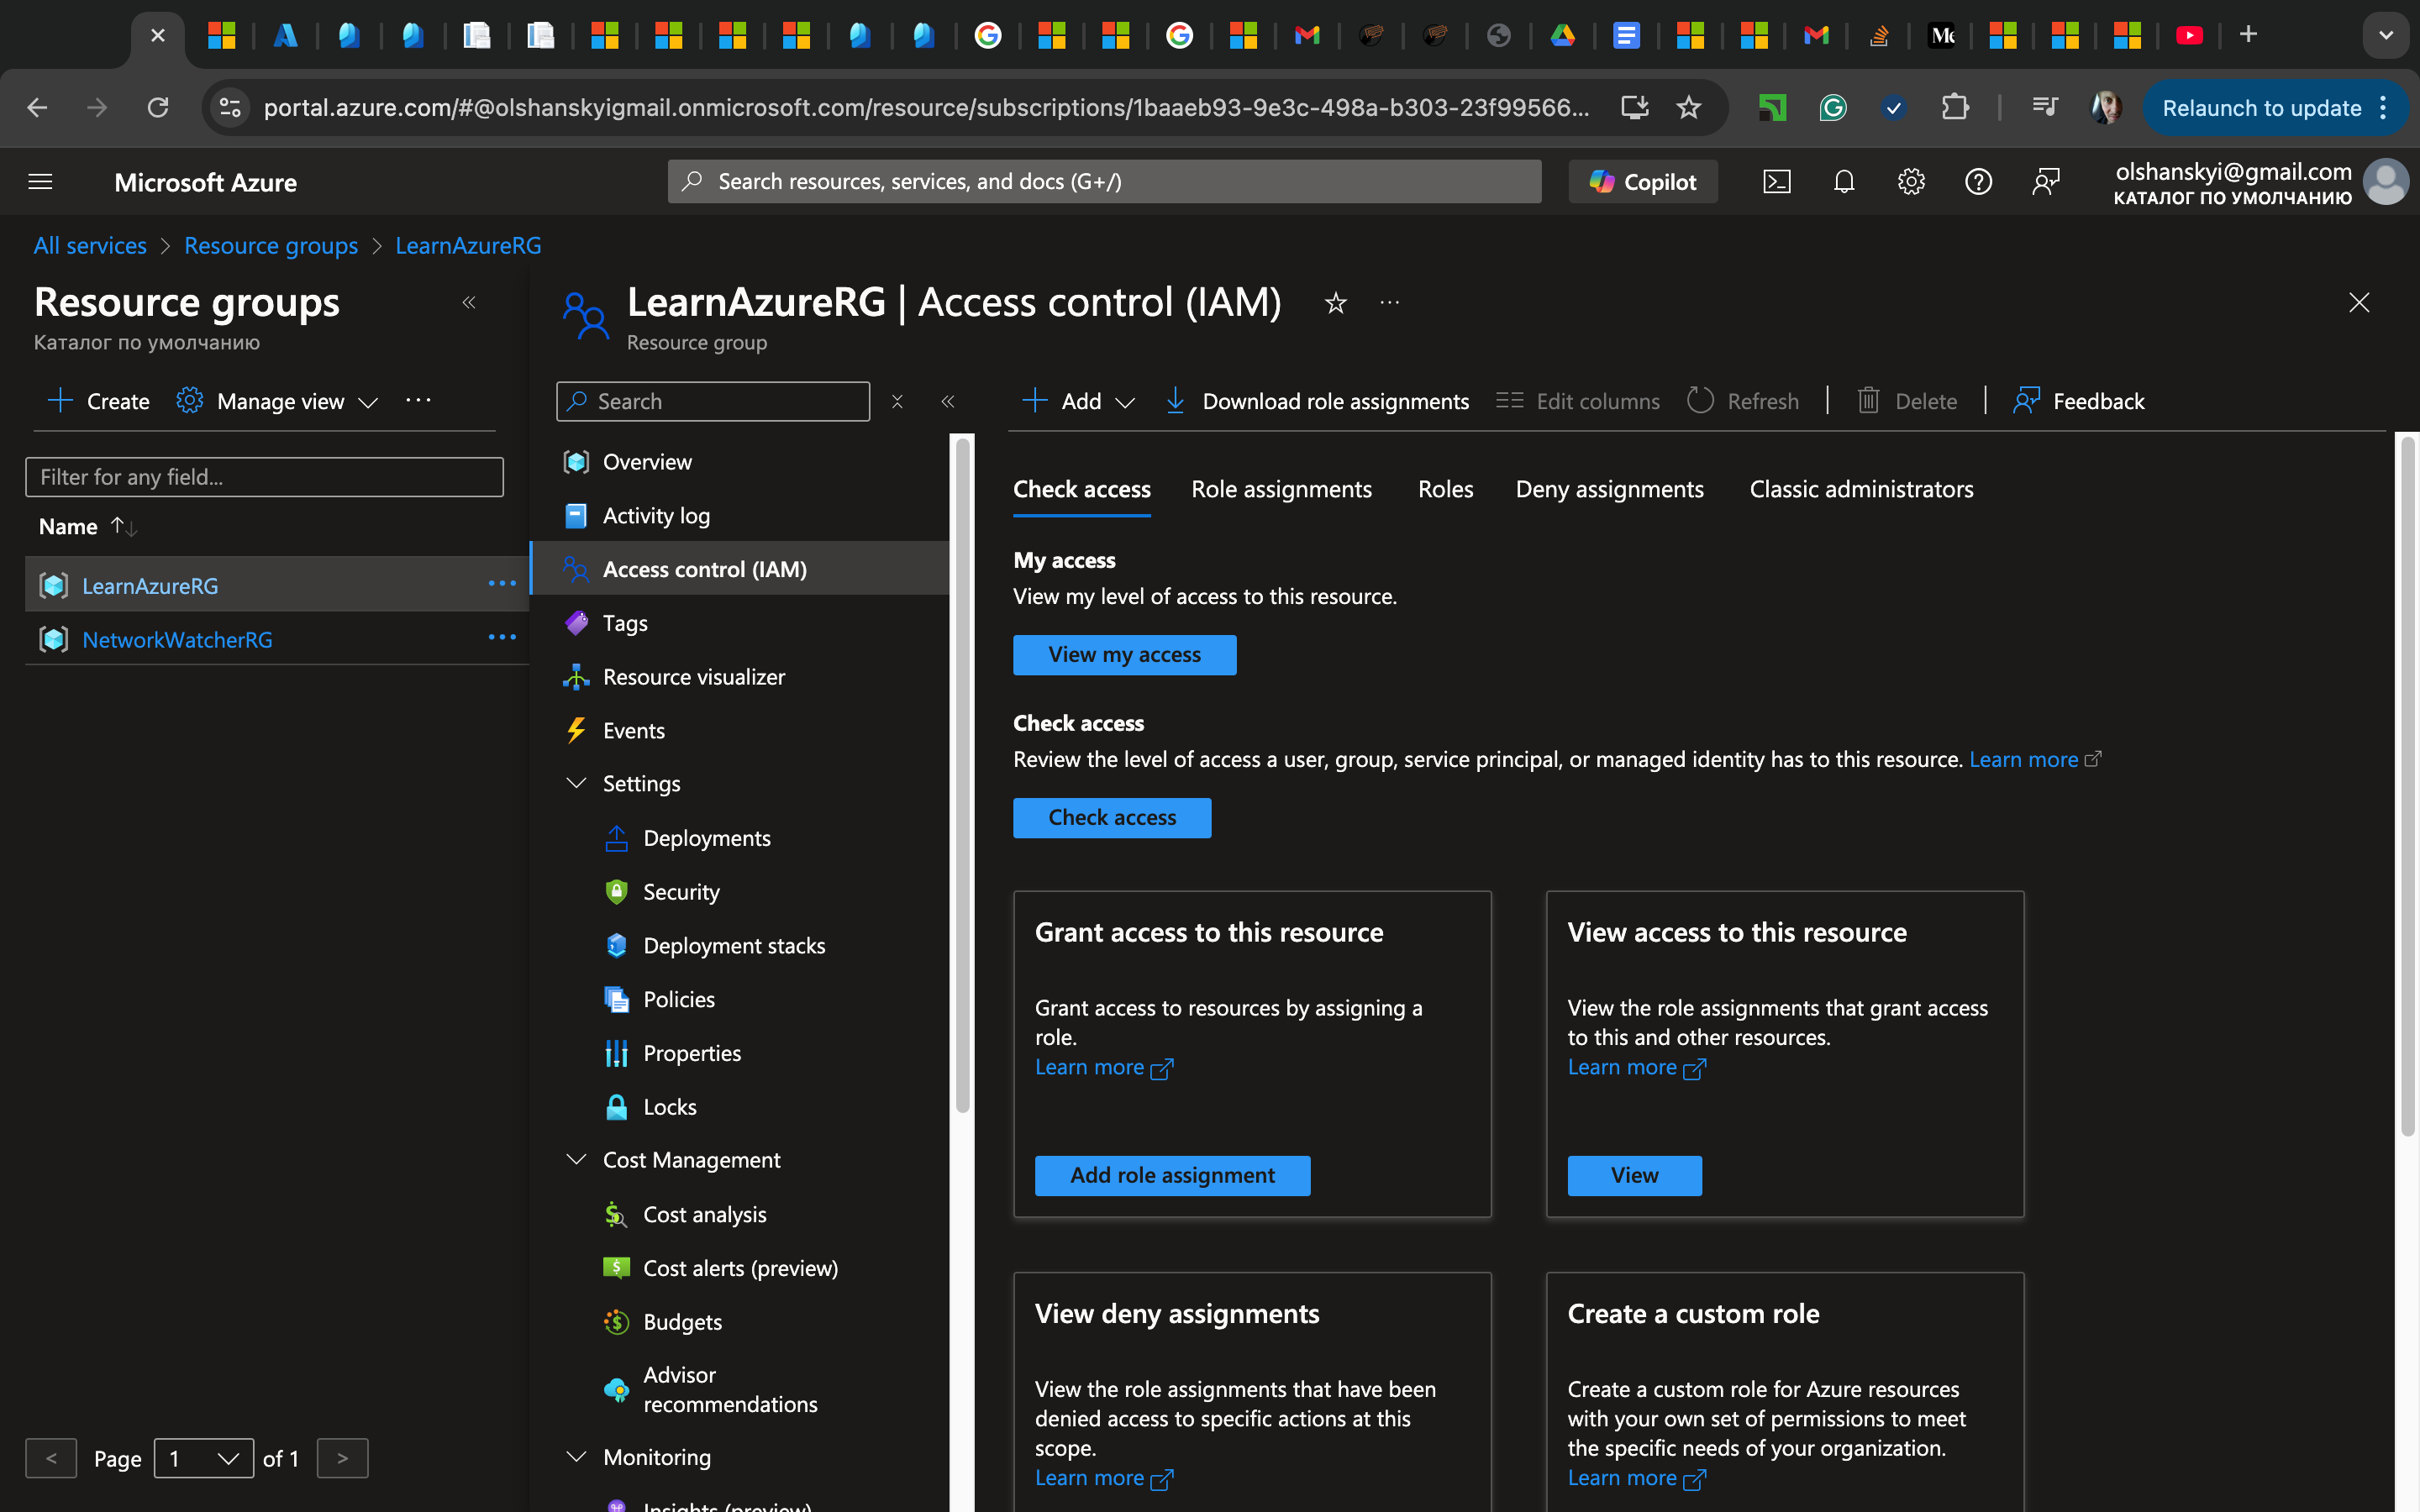 portal.azure.com/#@olshanskyigmail.onmicrosoft.com/resource/subscriptions/1baaeb93-9e3c-498a-b303-23f99566...
Relaunch to update
Microsoft Azure
Search resources, services, and docs (G+/)
Copilot
olshanskyi@gmail.com
КАТАЛОГ ПО УМОЛЧАНИЮ
All services > Resource groups > LearnAzureRG
Resource groups
Каталог по умолчанию
Create
Manage view
Filter for any field...
Name
LearnAzureRG
NetworkWatcherRG
Page 1 of 1
LearnAzureRG | Access control (IAM)
Resource group
Search
Overview
Activity log
Access control (IAM)
Tags
Resource visualizer
Events
Settings
Deployments
Security
Deployment stacks
Policies
Properties
Locks
Cost Management
Cost analysis
Cost alerts (preview)
Budgets
Advisor
recommendations
Monitoring
Insights (preview)
Add
Download role assignments
Edit columns
Refresh
Delete
Feedback
Check access
Role assignments
Roles
Deny assignments
Classic administrators
My access
View my level of access to this resource.
View my access
Check access
Review the level of access a user, group, service principal, or managed identity has to this resource. Learn more
Check access
Grant access to this resource
Grant access to resources by assigning a
role.
Learn more
Add role assignment
View access to this resource
View the role assignments that grant access
to this and other resources.
Learn more
View
View deny assignments
View the role assignments that have been
denied access to specific actions at this
scope.
Learn more
Create a custom role
Create a custom role for Azure resources
with your own set of permissions to meet
the specific needs of your organization.
Learn more